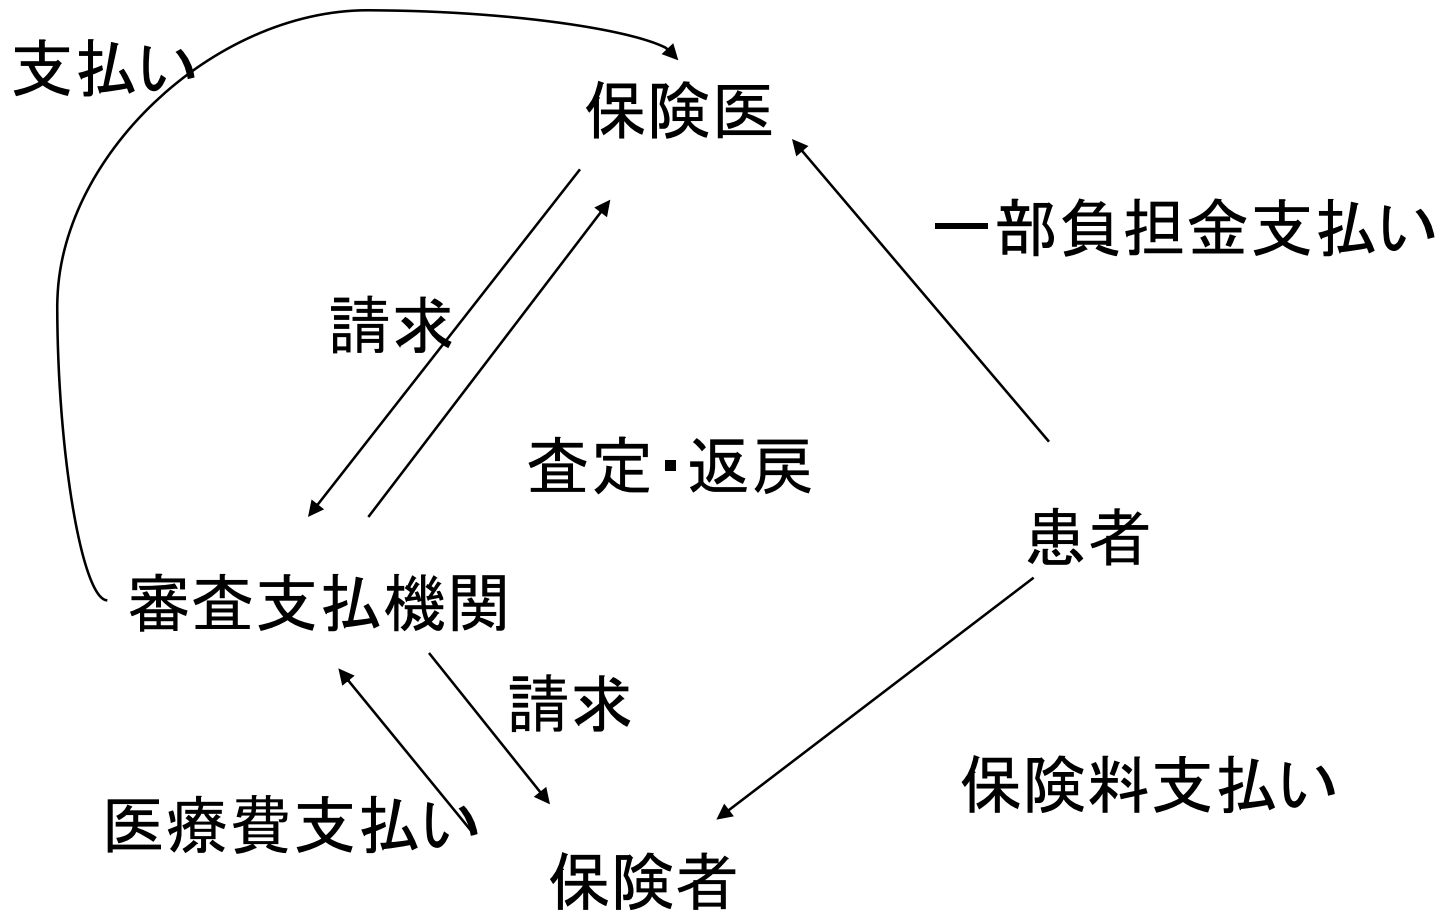 支払い
保険医
一部負担金支払い
請求
査定・返戻
患者
審査支払機関
請求
保険料支払い
医療費支払い
保険者